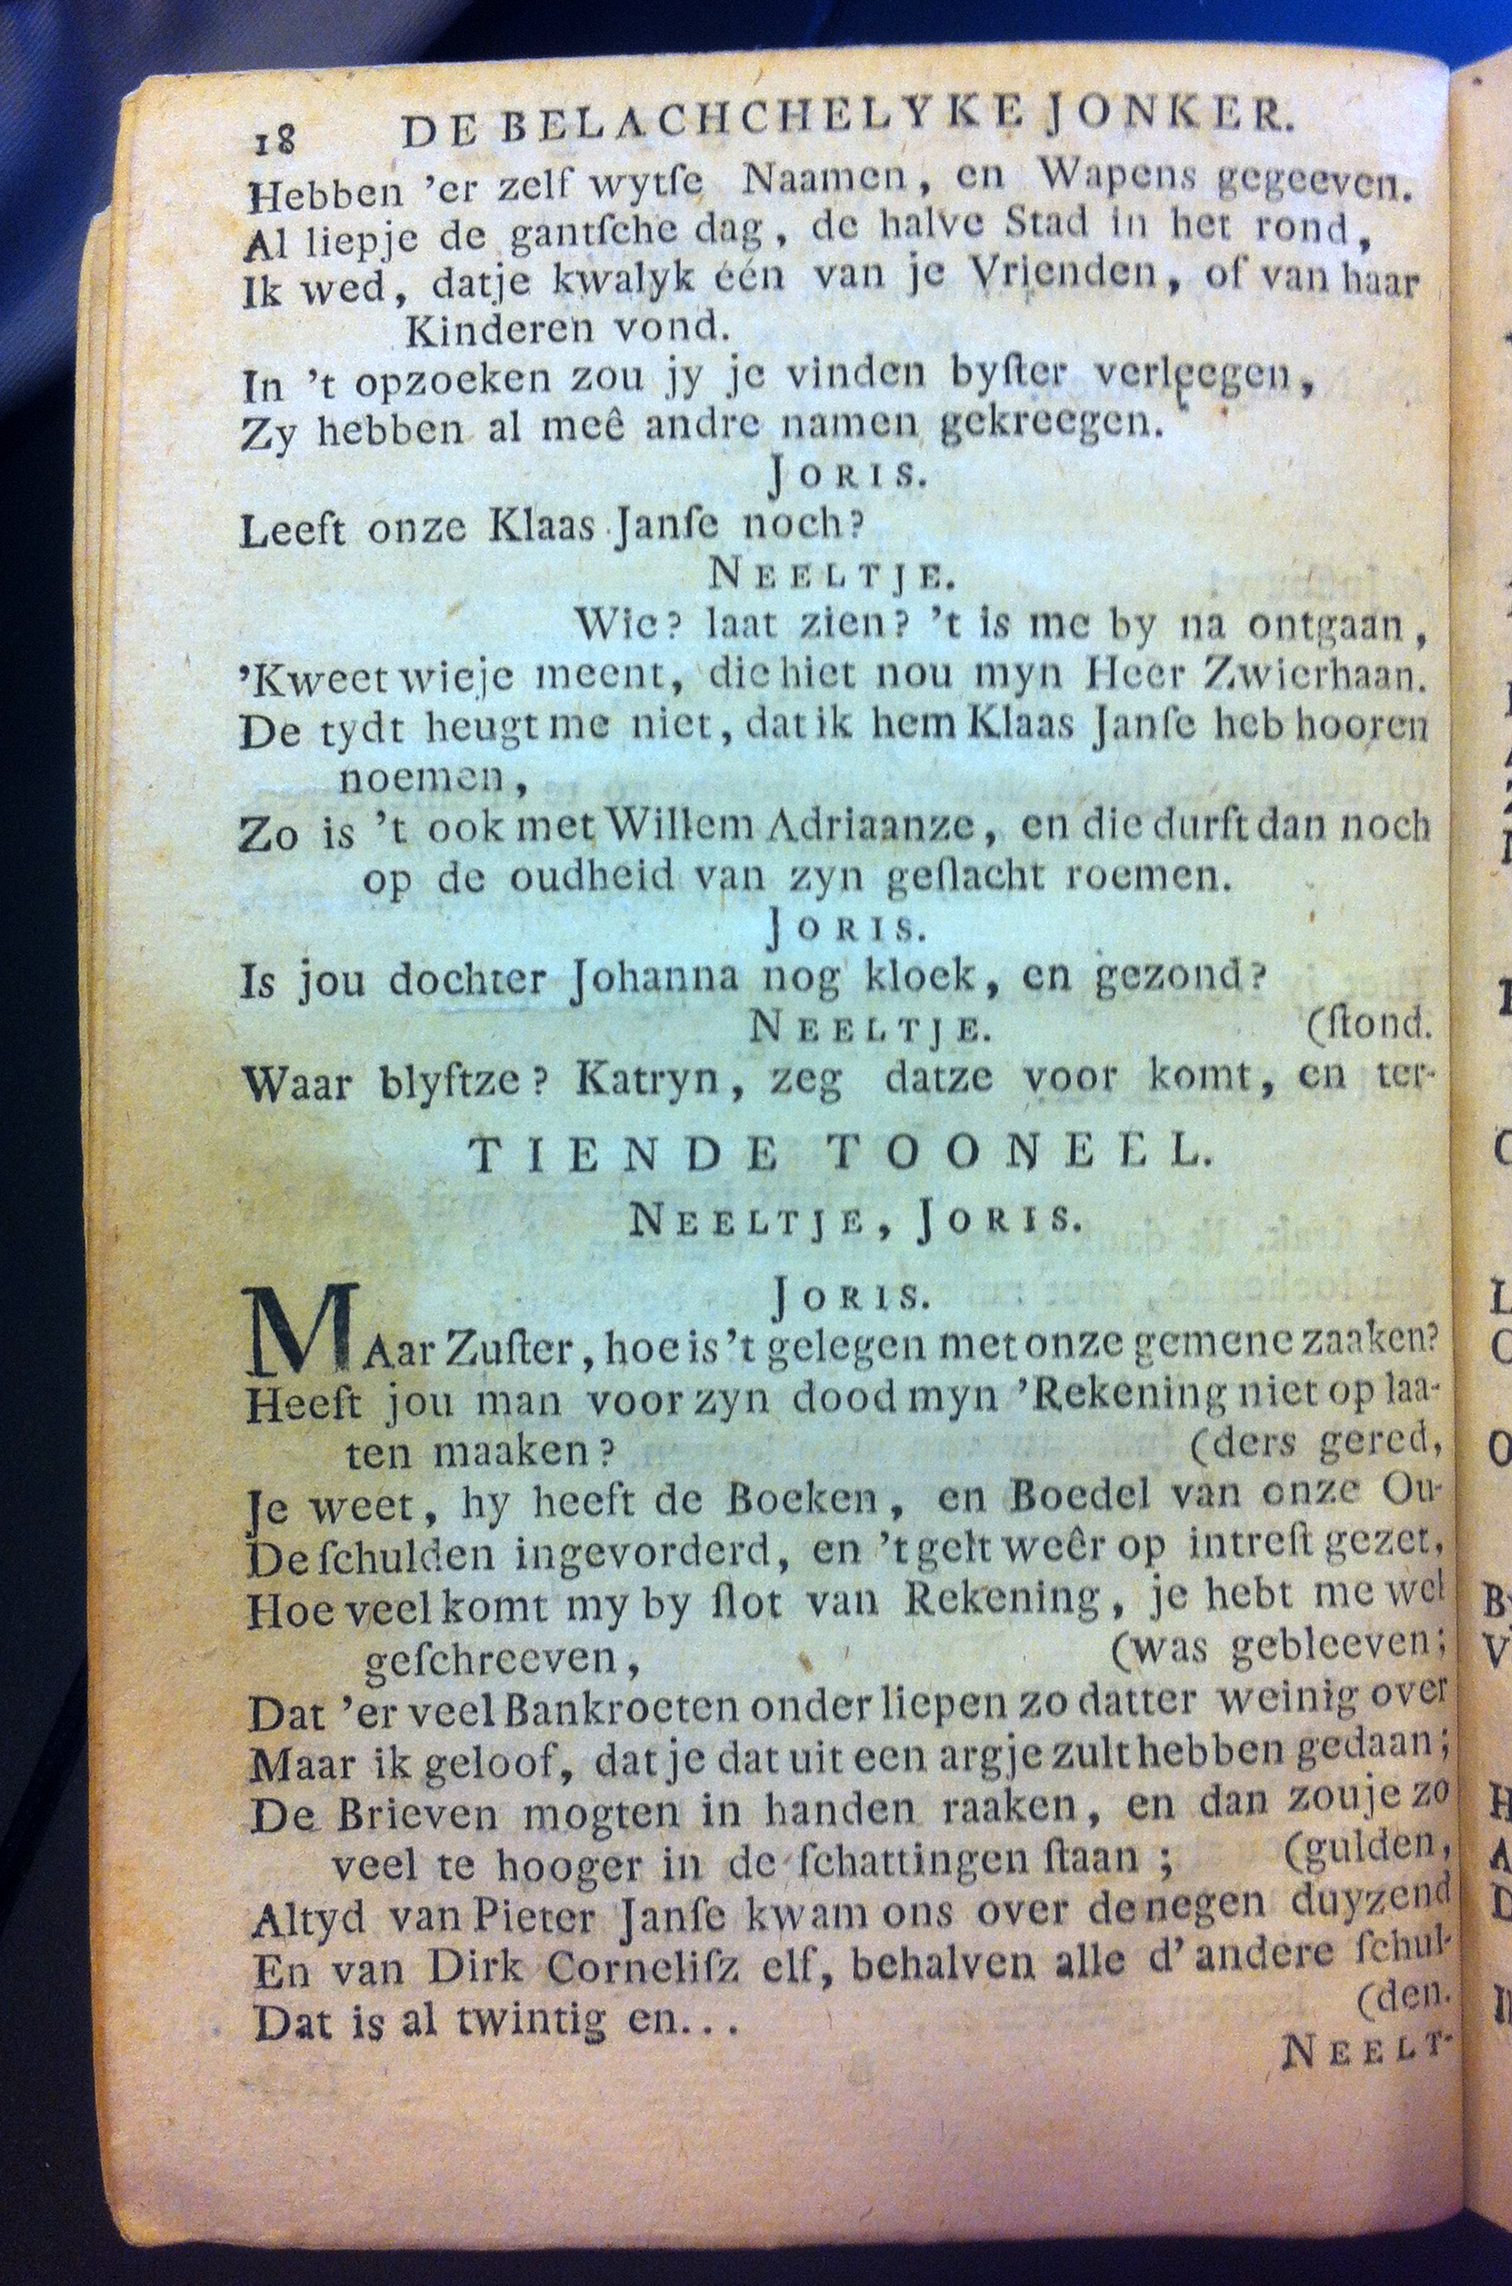 18 DE BELACHCHELYKE JONKER.
Hebben ’er zelf wytſe Naamen, en Wapens gegeeven.
Al liepje de gantſche dag, de halve Stad in het rond,
Ik wed, datje kwalyk één van je Vrienden, of van haar
Kinderen vond.
In ’t opzoeken zou jy je vinden byſter verleegen,
Zy hebben al meê andre namen gekreegen.
JORIS.
Leeft onze Klaas Janſe noch?
NEELTJE.
Wie? laat zien? ’t is me by na ontgaan,
’Kweet wieje meent, die hiet nou myn Heer Zwierhaan.
De tydt heugt me niet, dat ik hem Klaas Janſe heb hooren
noemen,
Zo is ’t ook met Willem Adriaanze, en die durft dan noch
op de oudheid van zyn geſlacht roemen.
JORIS.
Is jou dochter Johanna nog kloek, en gezond?
NEELTJE. (ſtond.
Waar blyftze? Katryn, zeg datze voor komt, en ter-
TIENDE TOONEEL.
NEELTJE, JORIS.
JORIS.
MAar Zuſter, hoe is ’t gelegen met onze gemene zaaken?
Heeft jou man voor zyn dood myn ’Rekening niet op laa-
ten maaken? (ders gered,
Je weet, hy heeft de Boeken, en Boedel van onze Ou-
De ſchulden ingevorderd, en ’t gelt weêr op intreſt gezet,
Hoe veel komt my by ſlot van Rekening, je hebt me wel
geſchreeven, (was gebleeven;
Dat ’er veel Bankroeten onder liepen zo datter weinig over
Maar ik geloof, dat je dat uit een argje zult hebben gedaan;
De Brieven mogten in handen raaken, en dan zouje zo
veel te hooger in de ſchattingen ſtaan; (gulden,
Altyd van Pieter Janſe kwam ons over de negen duyzend
En van Dirk Corneliſz elf, behalven alle d’ andere ſchul-
Dat is al twintig en... (den.
NEELT-